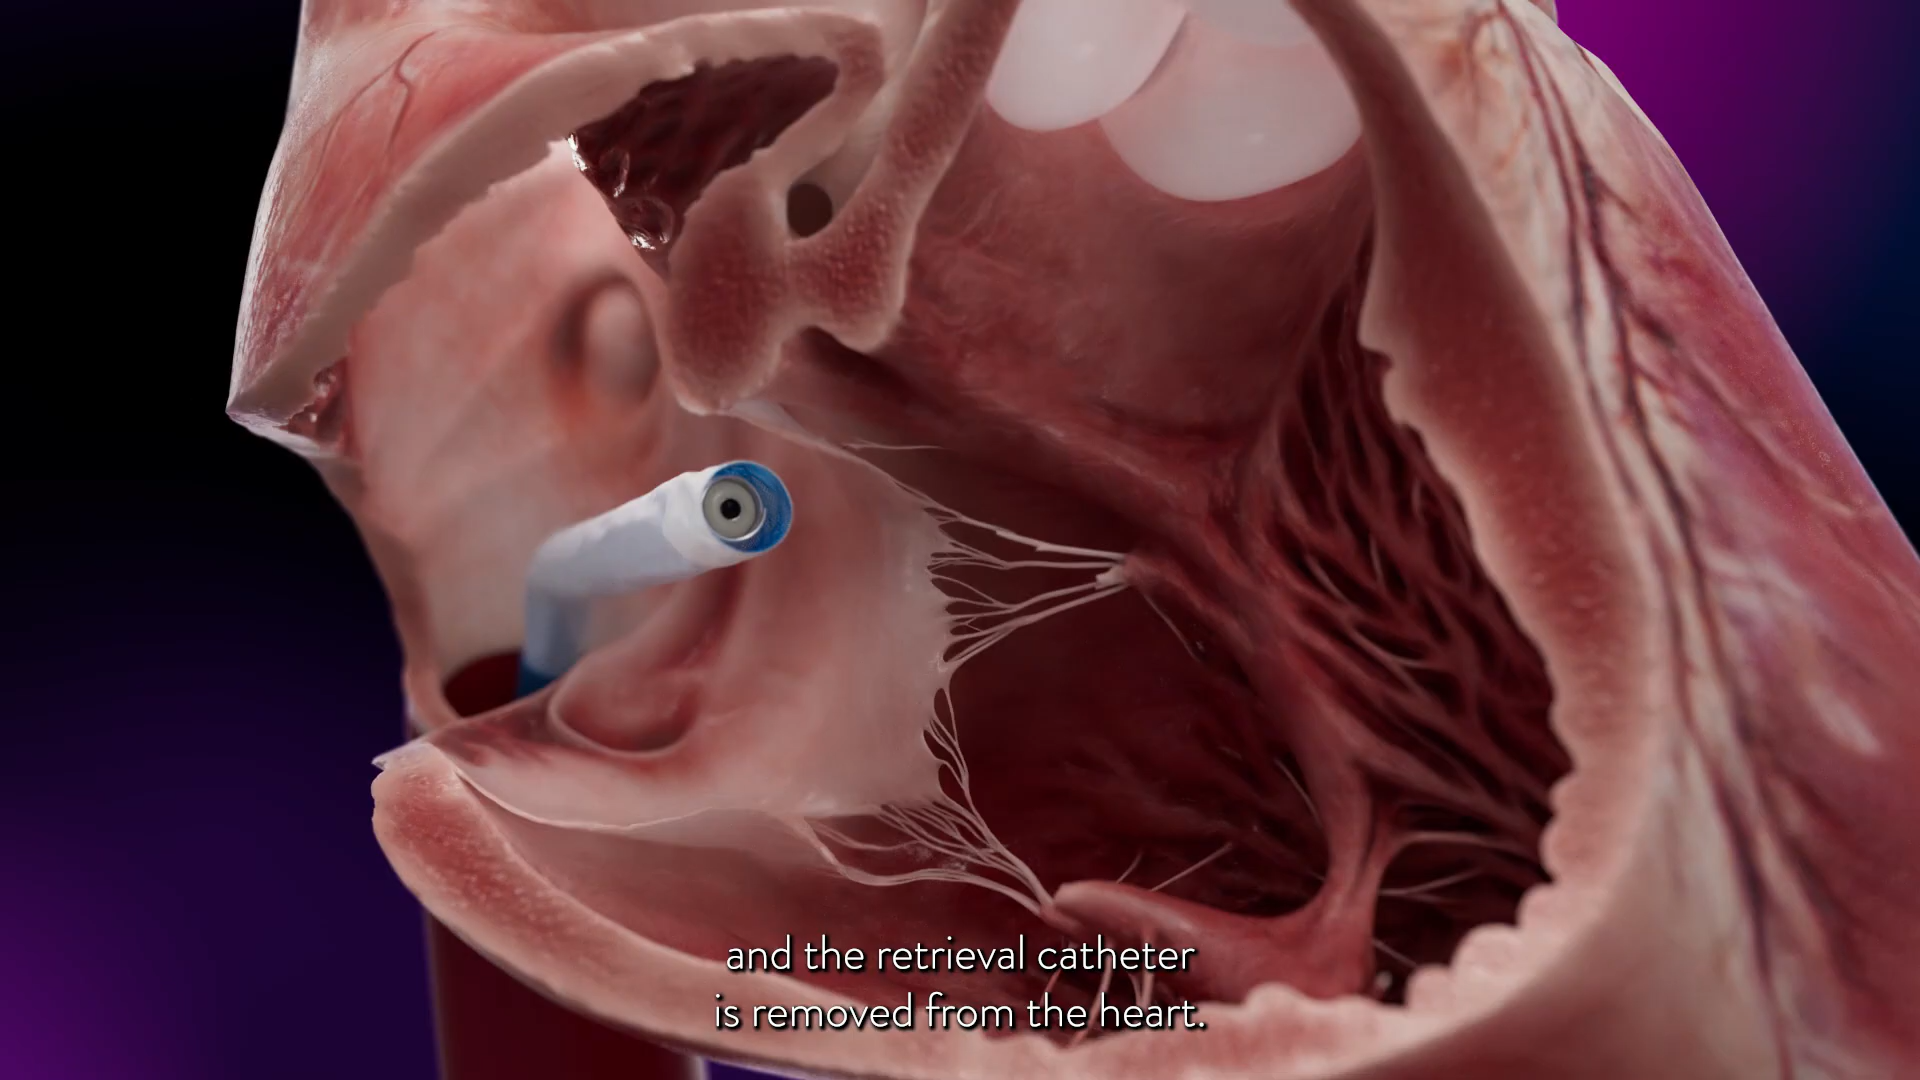 and the retrieval catheter
is removed from the heart.